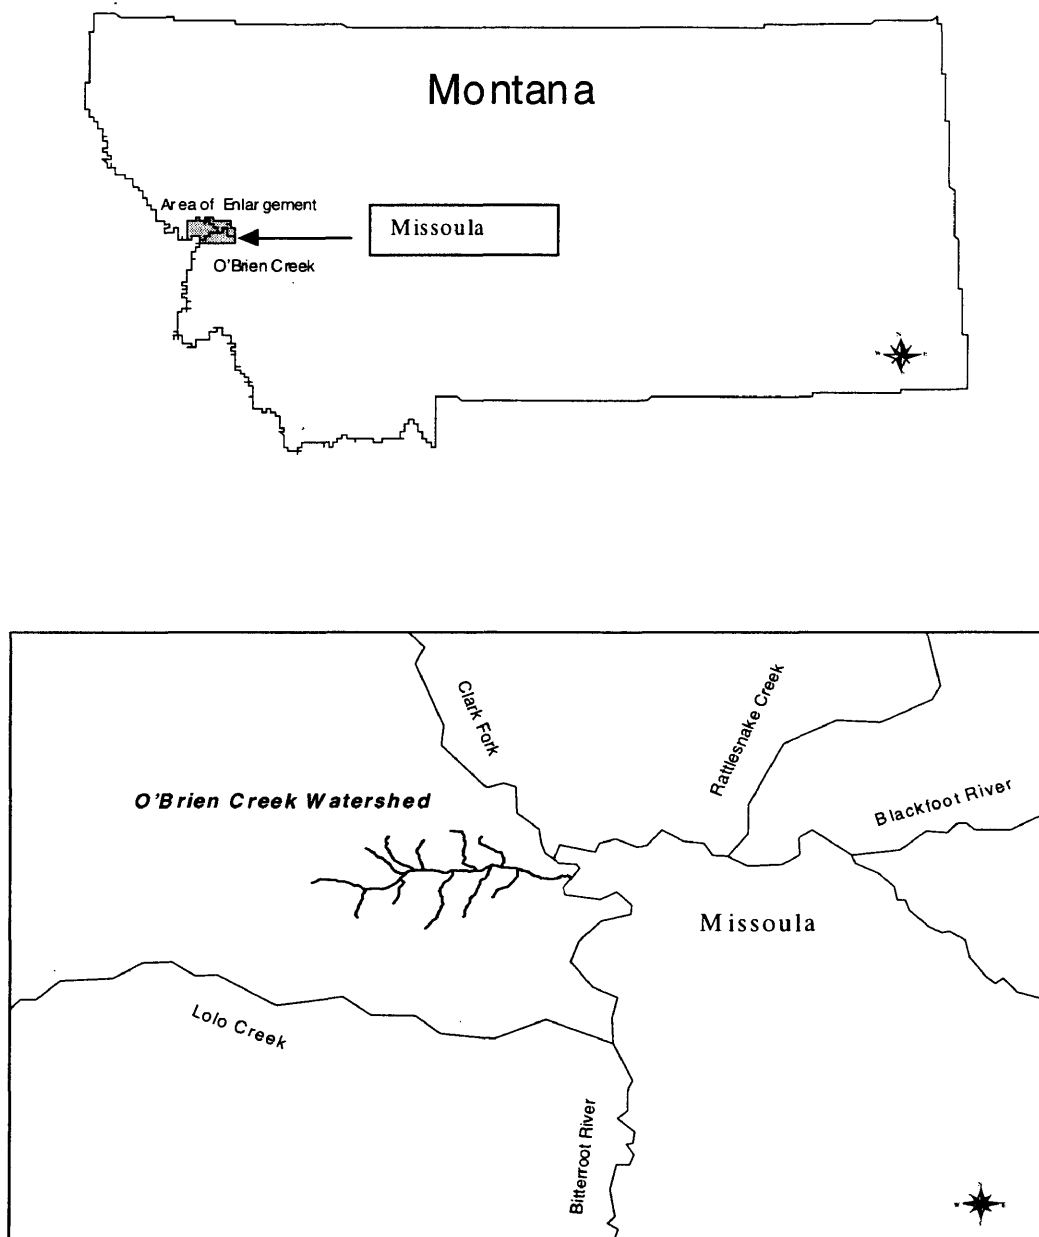 Montana
Area of Enlargement
Missoula
O'Brien Creek
N
W E
Clark Fork
Rattlesnake Creek
Blackfoot River
O'Brien Creek Watershed
Missoula
Lolo Creek
Bitterroot River